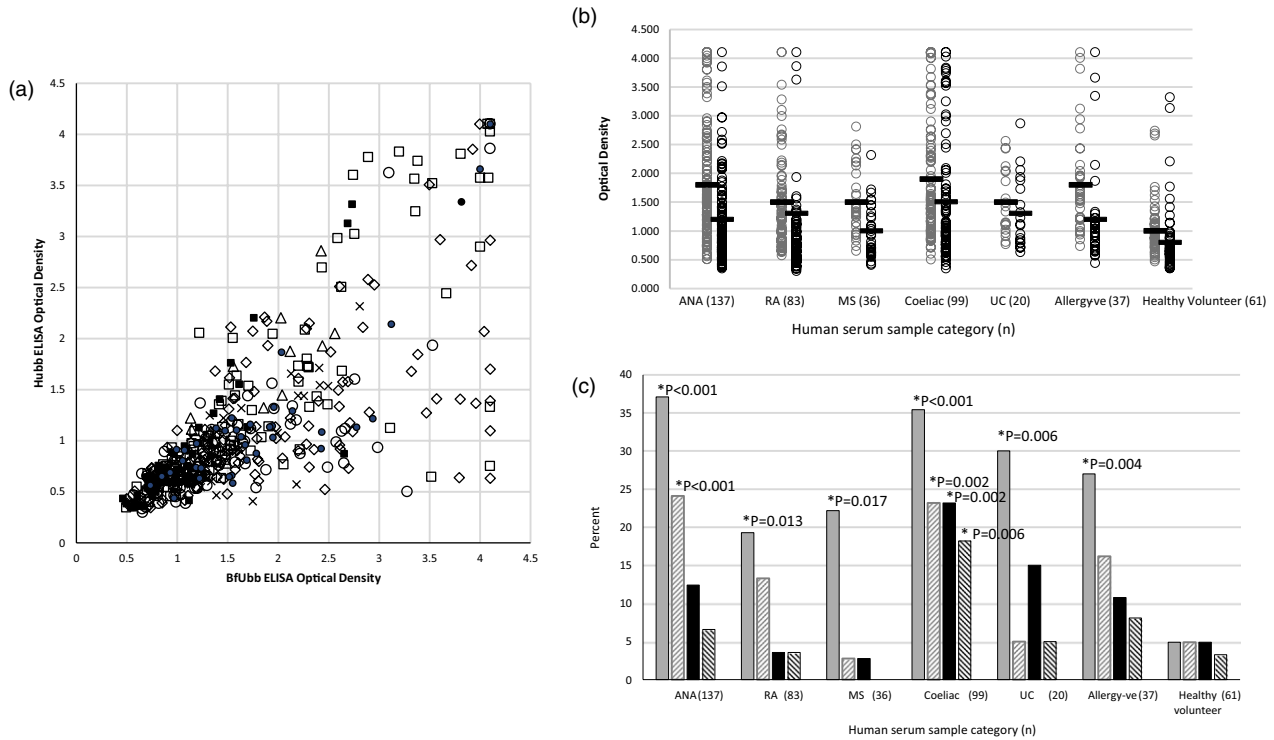 (a)
4.5
4
3.5
3
2.5
2
1.5
1
0.5
0
Hubb ELISA Optical Density
0 0.5 1 1.5 2 2.5 3 3.5 4 4.5
BfUbb ELISA Optical Density
(b)
4.500
4.000
3.500
3.000
2.500
2.000
1.500
1.000
0.500
0.000
Optical Density
ANA (137) RA (83) MS (36) Coeliac (99) UC (20) Allergy-ve (37) Healthy Volunteer (61)
Human serum sample category (n)
(c)
40
35
30
25
20
15
10
5
0
Percent
*P<0.001
*P<0.001
*P=0.013
*P=0.017
*P<0.001
*P=0.002
*P=0.002
* P=0.006
*P=0.006
*P=0.004
ANA (137) RA (83) MS (36) Coeliac (99) UC (20) Allergy-ve (37) Healthy (61)
volunteer
Human serum sample category (n)